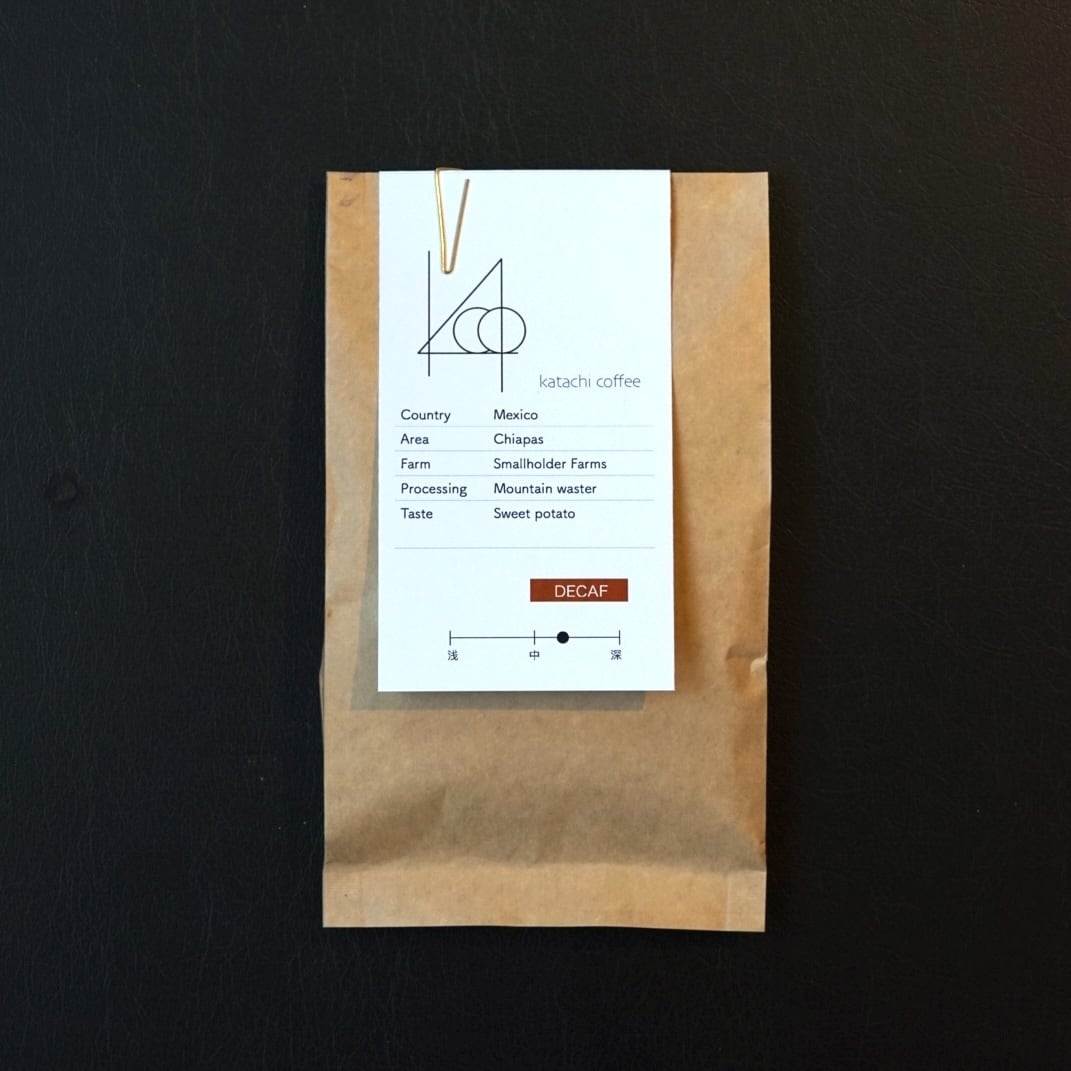 katachi coffee
Country Mexico
Area Chiapas
Farm Smallholder Farms
Processing Mountain waster
Taste Sweet potato
DECAF
浅 中 深